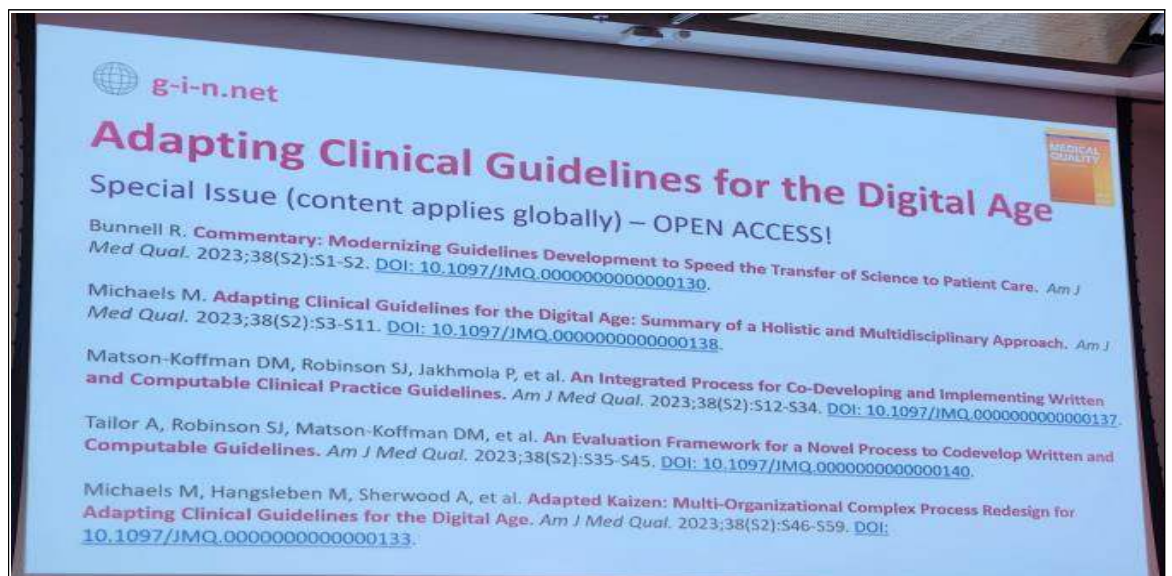 g-i-n.net
MEDICAL
QUALITY
Adapting Clinical Guidelines for the Digital Age
Special Issue (content applies globally) – OPEN ACCESS!
Bunnell R. Commentary: Modernizing Guidelines Development to Speed the Transfer of Science to Patient Care. Am J
Med Qual. 2023;38(S2):S1-S2. DOI: 10.1097/JMQ.0000000000000130.
Michaels M. Adapting Clinical Guidelines for the Digital Age: Summary of a Holistic and Multidisciplinary Approach. Am J
Med Qual. 2023;38(S2):S3-S11. DOI: 10.1097/JMQ.0000000000000138.
Matson-Koffman DM, Robinson SJ, Jakhmola P, et al. An Integrated Process for Co-Developing and Implementing Written
and Computable Clinical Practice Guidelines. Am J Med Qual. 2023;38(S2):S12-S34. DOI: 10.1097/JMQ.0000000000000137.
Tailor A, Robinson SJ, Matson-Koffman DM, et al. An Evaluation Framework for a Novel Process to Codevelop Written and
Computable Guidelines. Am J Med Qual. 2023;38(S2):S35-S45. DOI: 10.1097/JMQ.0000000000000140.
Michaels M, Hangsleben M, Sherwood A, et al. Adapted Kaizen: Multi-Organizational Complex Process Redesign for
Adapting Clinical Guidelines for the Digital Age. Am J Med Qual. 2023;38(S2):S46-S59. DOI:
10.1097/JMQ.0000000000000133.